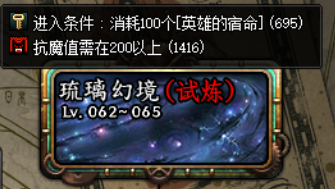 进入条件：消耗100个[英雄的宿命] (695)
抗魔值需在200以上 (1416)
琉璃幻境(试炼)
Lv. 062~065